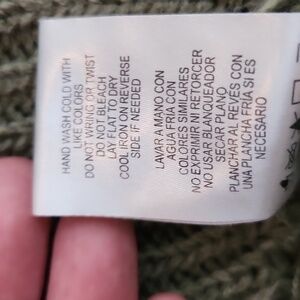 HAND WASH COLD WITH
LIKE COLORS
DO NOT WRING OR TWIST
DO NOT BLEACH
LAY FLAT TO DRY
COOL IRON ON REVERSE
SIDE IF NEEDED
LAVAR A MANO CON
AGUA FRIA CON
COLORES SIMILARES
NO EXPRIMIR NI RETORCER
NO USAR BLANQUEADOR
SECAR PLANO
PLANCHAR AL REVÉS CON
UNA PLANCHA FRIA SI ES
NECESARIO